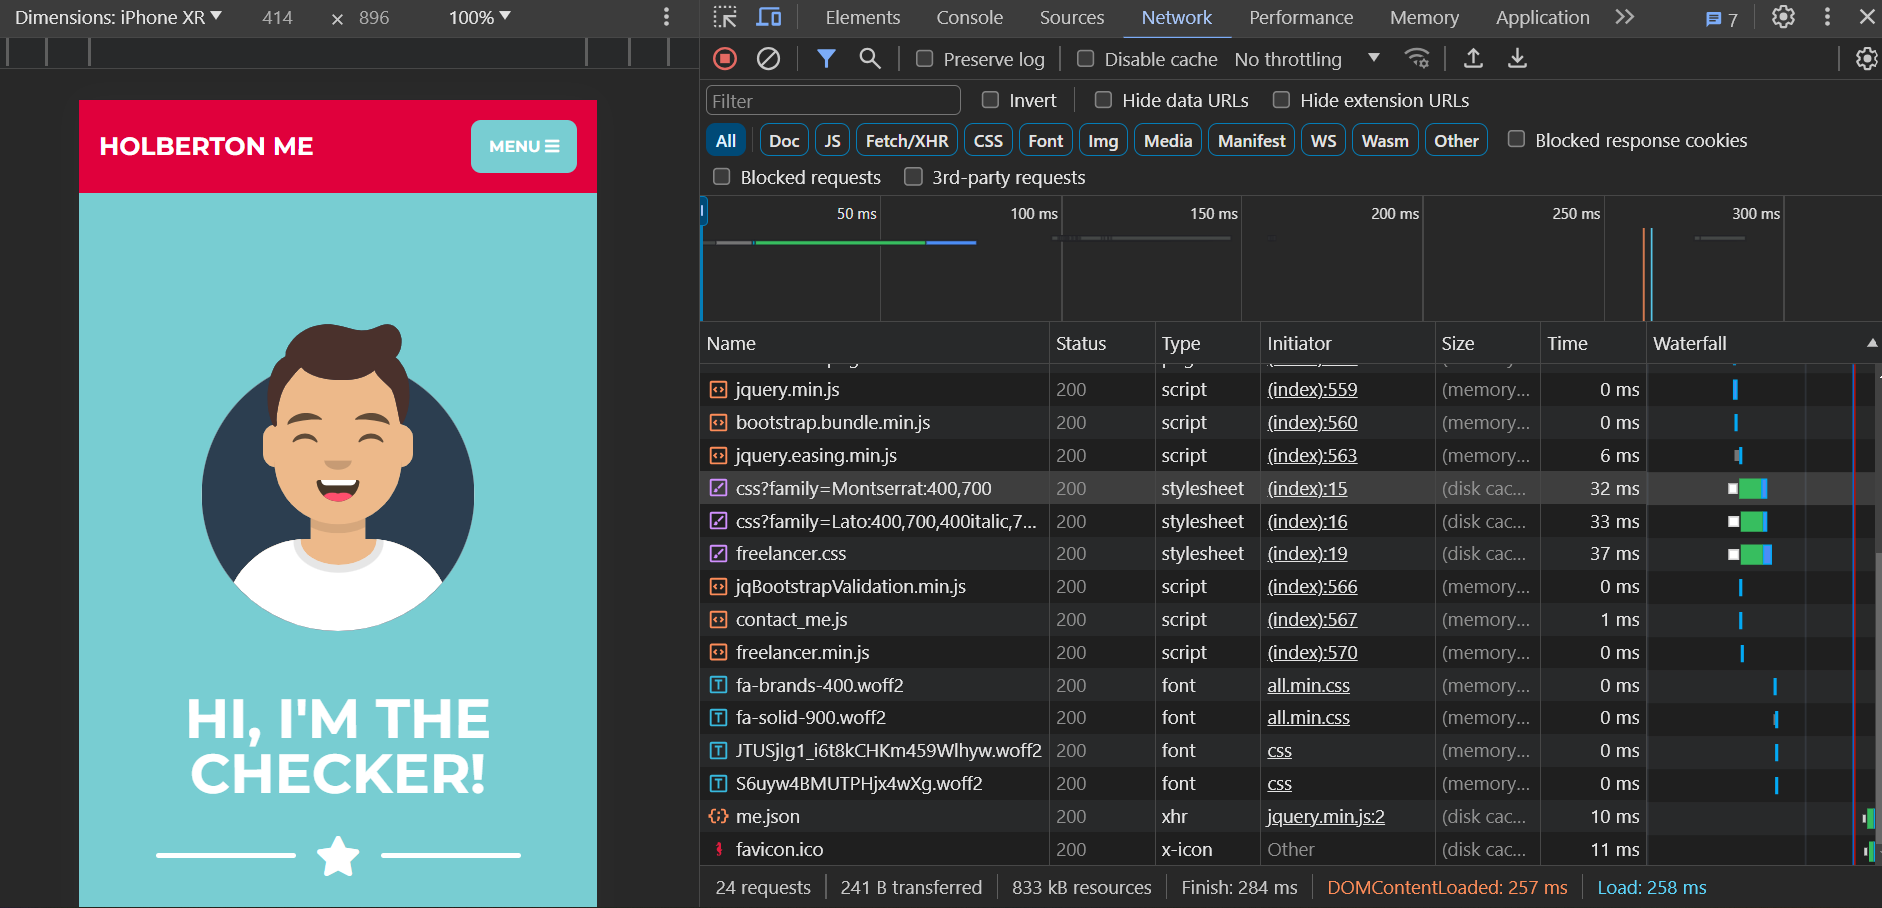 Dimensions: iPhone XR 414 × 896 100%
Elements Console Sources Network Performance Memory Application 7
Preserve log Disable cache No throttling
Filter Invert Hide data URLs Hide extension URLs
All Doc JS Fetch/XHR CSS Font Img Media Manifest WS Wasm Other Blocked response cookies
Blocked requests 3rd-party requests
50 ms 100 ms 150 ms 200 ms 250 ms 300 ms
HOLBERTON ME MENU
HI, I'M THE
CHECKER!
Name Status Type Initiator Size Time Waterfall
jquery.min.js 200 script (index):559 (memory... 0 ms
bootstrap.bundle.min.js 200 script (index):560 (memory... 0 ms
jquery.easing.min.js 200 script (index):563 (memory... 6 ms
css?family=Montserrat:400,700 200 stylesheet (index):15 (disk cac... 32 ms
css?family=Lato:400,700,400italic,7... 200 stylesheet (index):16 (disk cac... 33 ms
freelancer.css 200 stylesheet (index):19 (disk cac... 37 ms
jqBootstrapValidation.min.js 200 script (index):566 (memory... 0 ms
contact_me.js 200 script (index):567 (memory... 1 ms
freelancer.min.js 200 script (index):570 (memory... 0 ms
fa-brands-400.woff2 200 font all.min.css (memory... 0 ms
fa-solid-900.woff2 200 font all.min.css (memory... 0 ms
JTUSjIg1_i6t8kCHKm459Wlhyw.woff2 200 font css (memory... 0 ms
S6uyw4BMUTPHjx4wXg.woff2 200 font css (memory... 0 ms
me.json 200 xhr jquery.min.js:2 (disk cac... 10 ms
favicon.ico 200 x-icon Other (disk cac... 11 ms
24 requests 241 B transferred 833 kB resources Finish: 284 ms DOMContentLoaded: 257 ms Load: 258 ms